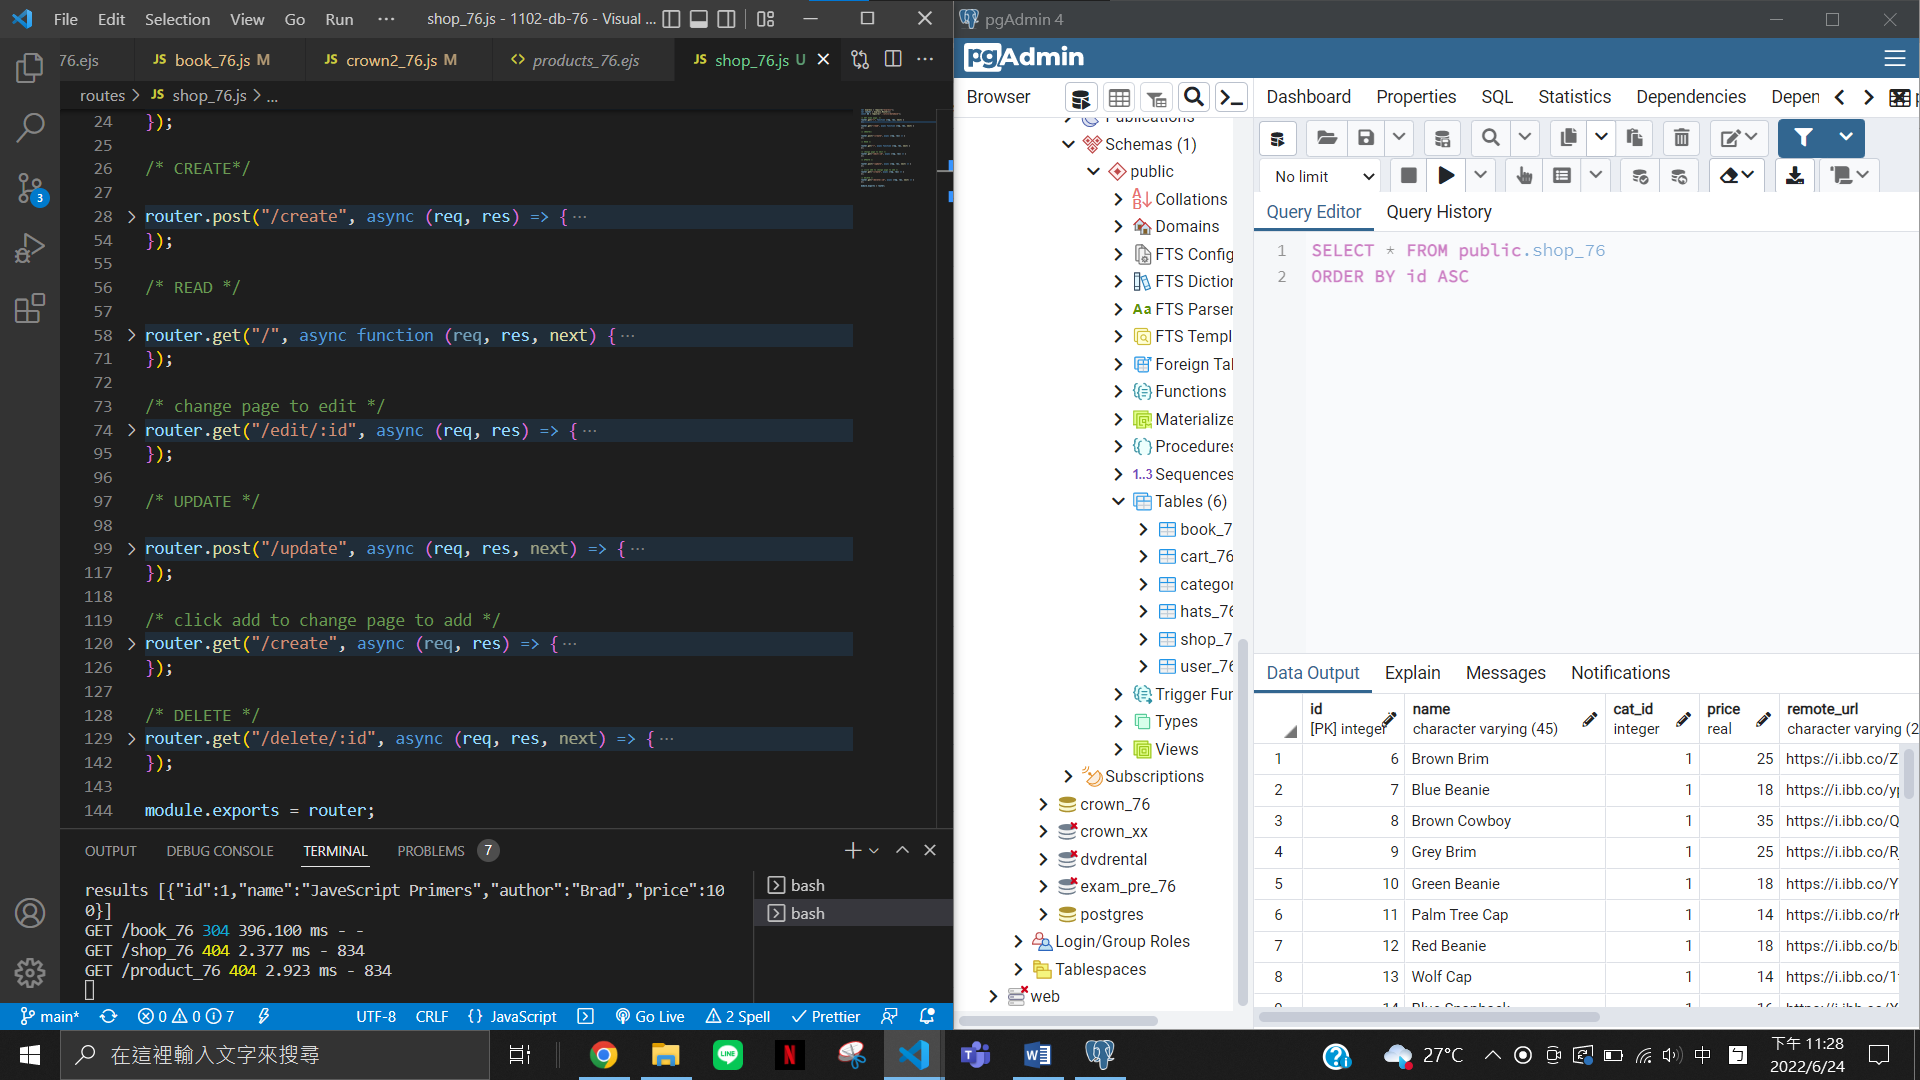 File Edit Selection View Go Run ··· shop_76.js - 1102-db-76 - Visual ...
76.ejs JS book_76.js M JS crown2_76.js M <> products_76.ejs JS shop_76.js U
routes > JS shop_76.js > ...
24 });
25
26 /* CREATE*/
27
28 router.post("/create", async (req, res) => { ···
54 });
55
56 /* READ */
57
58 router.get("/", async function (req, res, next) { ···
71 });
72
73 /* change page to edit */
74 router.get("/edit/:id", async (req, res) => { ···
95 });
96
97 /* UPDATE */
98
99 router.post("/update", async (req, res, next) => { ···
117 });
118
119 /* click add to change page to add */
120 router.get("/create", async (req, res) => { ···
126 });
127
128 /* DELETE */
129 router.get("/delete/:id", async (req, res, next) => { ···
142 });
143
144 module.exports = router;
3
OUTPUT DEBUG CONSOLE TERMINAL PROBLEMS 7
results [{"id":1,"name":"JaveScript Primers","author":"Brad","price":10
0}]
GET /book_76 304 396.100 ms - -
GET /shop_76 404 2.377 ms - 834
GET /product_76 404 2.923 ms - 834
bash
bash
main* 0 0 7 UTF-8 CRLF {} JavaScript Go Live 2 Spell Prettier
pgAdmin 4
pgAdmin
Browser
Publications
Schemas (1)
public
Collations
Domains
FTS Config
FTS Diction
FTS Parser
FTS Templ
Foreign Tal
Functions
Materialize
Procedures
1..3 Sequences
Tables (6)
book_7
cart_76
categor
hats_76
shop_7
user_76
Trigger Fur
Types
Views
Subscriptions
crown_76
crown_xx
dvdrental
exam_pre_76
postgres
Login/Group Roles
Tablespaces
web
Dashboard Properties SQL Statistics Dependencies Depen
No limit
Query Editor Query History
1 SELECT * FROM public.shop_76
2 ORDER BY id ASC
Data Output Explain Messages Notifications
id name cat_id price remote_url
[PK] integer character varying (45) integer real character varying (2
1 6 Brown Brim 1 25 https://i.ibb.co/Z
2 7 Blue Beanie 1 18 https://i.ibb.co/yp
3 8 Brown Cowboy 1 35 https://i.ibb.co/Q
4 9 Grey Brim 1 25 https://i.ibb.co/R
5 10 Green Beanie 1 18 https://i.ibb.co/Y
6 11 Palm Tree Cap 1 14 https://i.ibb.co/rK
7 12 Red Beanie 1 18 https://i.ibb.co/b
8 13 Wolf Cap 1 14 https://i.ibb.co/1
9 14 Blue Snapback 1 16 https://i.ibb.co/X
在這裡輸入文字來搜尋
27°C 中 下午 11:28
2022/6/24